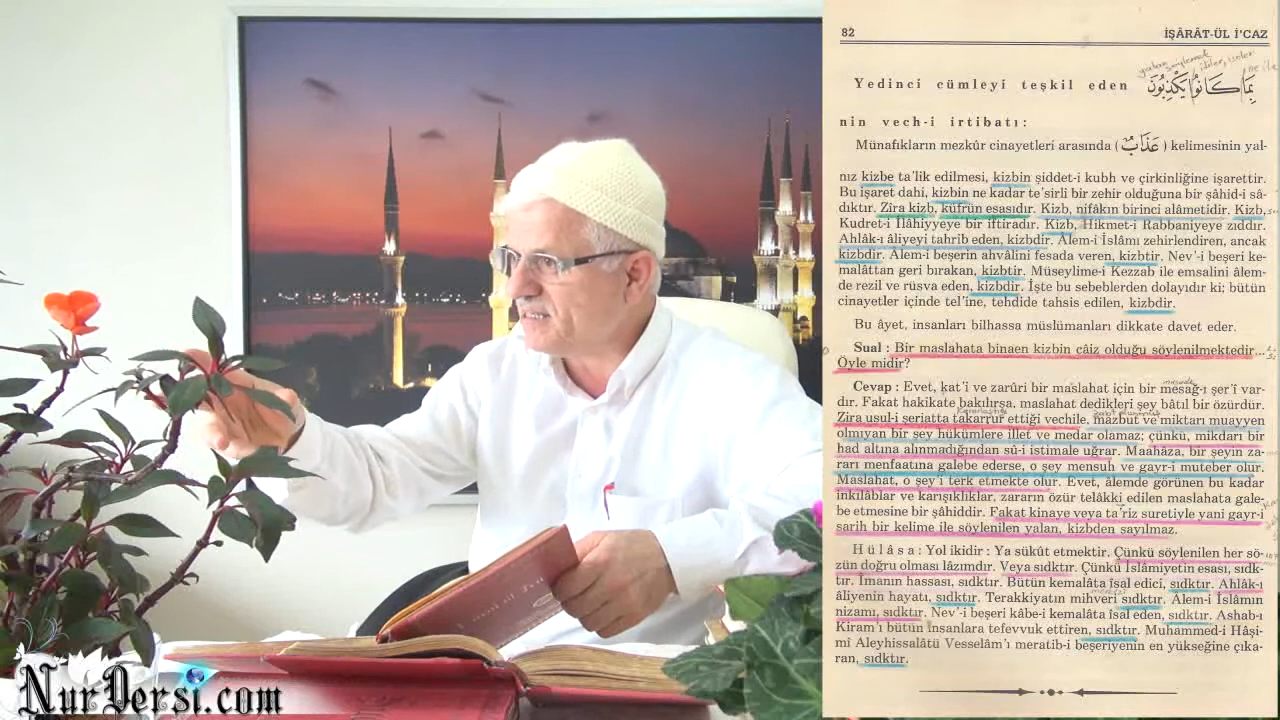 82 İŞÂRÂT-ÜL İ'CAZ
Yedinci cümleyi teşkil eden بِمَا كَانُوا يَكْذِبُونَ
nin vech-i irtibatı:
Münafıkların mezkûr cinayetleri arasında (عَذَابٌ) kelimesinin yal-
nız kizbe ta'lik edilmesi, kizbin şiddet-i kubh ve çirkinliğine işarettir.
Bu işaret dahi, kizbin ne kadar te'sirli bir zehir olduğuna bir şâhid-i sâ-
dıktır. Zira kizb, küfrün esasıdır. Kizb, nifakın birinci alâmetidir. Kizb,
Kudret-i İlâhiyyeye bir iftiradır. Kizb, Hikmet-i Rabbaniyeye zıddır.
Ahlâk-ı âliyeyi tahrib eden, kizbdir. Âlem-i İslâmı zehirlendiren, ancak
kizbdir. Âlem-i beşerin ahvâlini fesada veren, kizbtir. Nev'-i beşeri ke-
malâttan geri bırakan, kizbtir. Müseylime-i Kezzab ile emsalini âlem-
de rezil ve rüsva eden, kizbdir. İşte bu sebeblerden dolayıdır ki; bütün
cinayetler içinde tel'ine, tehdide tahsis edilen, kizbdir.
Bu âyet, insanları bilhassa müslümanları dikkate davet eder.
Sual : Bir maslahata binaen kizbin câiz olduğu söylenilmektedir...
Öyle midir?
Cevap : Evet, kat'î ve zarûri bir maslahat için bir mesağ-ı şer'î var-
dır. Fakat hakikate bakılırsa, maslahat dedikleri şey bâtıl bir özürdür.
Zira usul-i şeriatta takarrur ettiği vechile, mazbut ve miktarı muayyen
olmıyan bir şey hükümlere illet ve medar olamaz; çünkü, mikdarı bir
had altına alınmadığından sû-i istimale uğrar. Maahâza, bir şeyin za-
rarı menfaatına galebe ederse, o şey mensuh ve gayr-i muteber olur.
Maslahat, o şey'i terk etmekte olur. Evet, âlemde görünen bu kadar
inkilâblar ve karışıklıklar, zararın özür telâkki edilen maslahata gale-
be etmesine bir şâhiddir. Fakat kinaye veya ta'riz suretiyle yani gayr-i
sarih bir kelime ile söylenilen yalan, kizbden sayılmaz.
Hülâsa : Yol ikidir : Ya sükût etmektir. Çünkü söylenilen her sö-
zün doğru olması lâzımdır. Veya sıdktır. Çünkü İslâmiyetin esası, sıdk-
tır. İmanın hassası, sıdktır. Bütün kemalâta îsal edici, sıdktır. Ahlâk-ı
âliyenin hayatı, sıdktır. Terakkiyatın mihveri sıdktır. Âlem-i İslâmın
nizamı, sıdktır. Nev'-i beşeri kâbe-i kemalâta îsal eden, sıdktır. Ashab-ı
Kiram'ı bütün insanlara tefevvuk ettiren, sıdktır. Muhammed-i Hâşi-
mî Aleyhissalâtü Vesselâm'ı meratib-i beşeriyenin en yükseğine çıka-
ran, sıdktır.
NurDersi.com